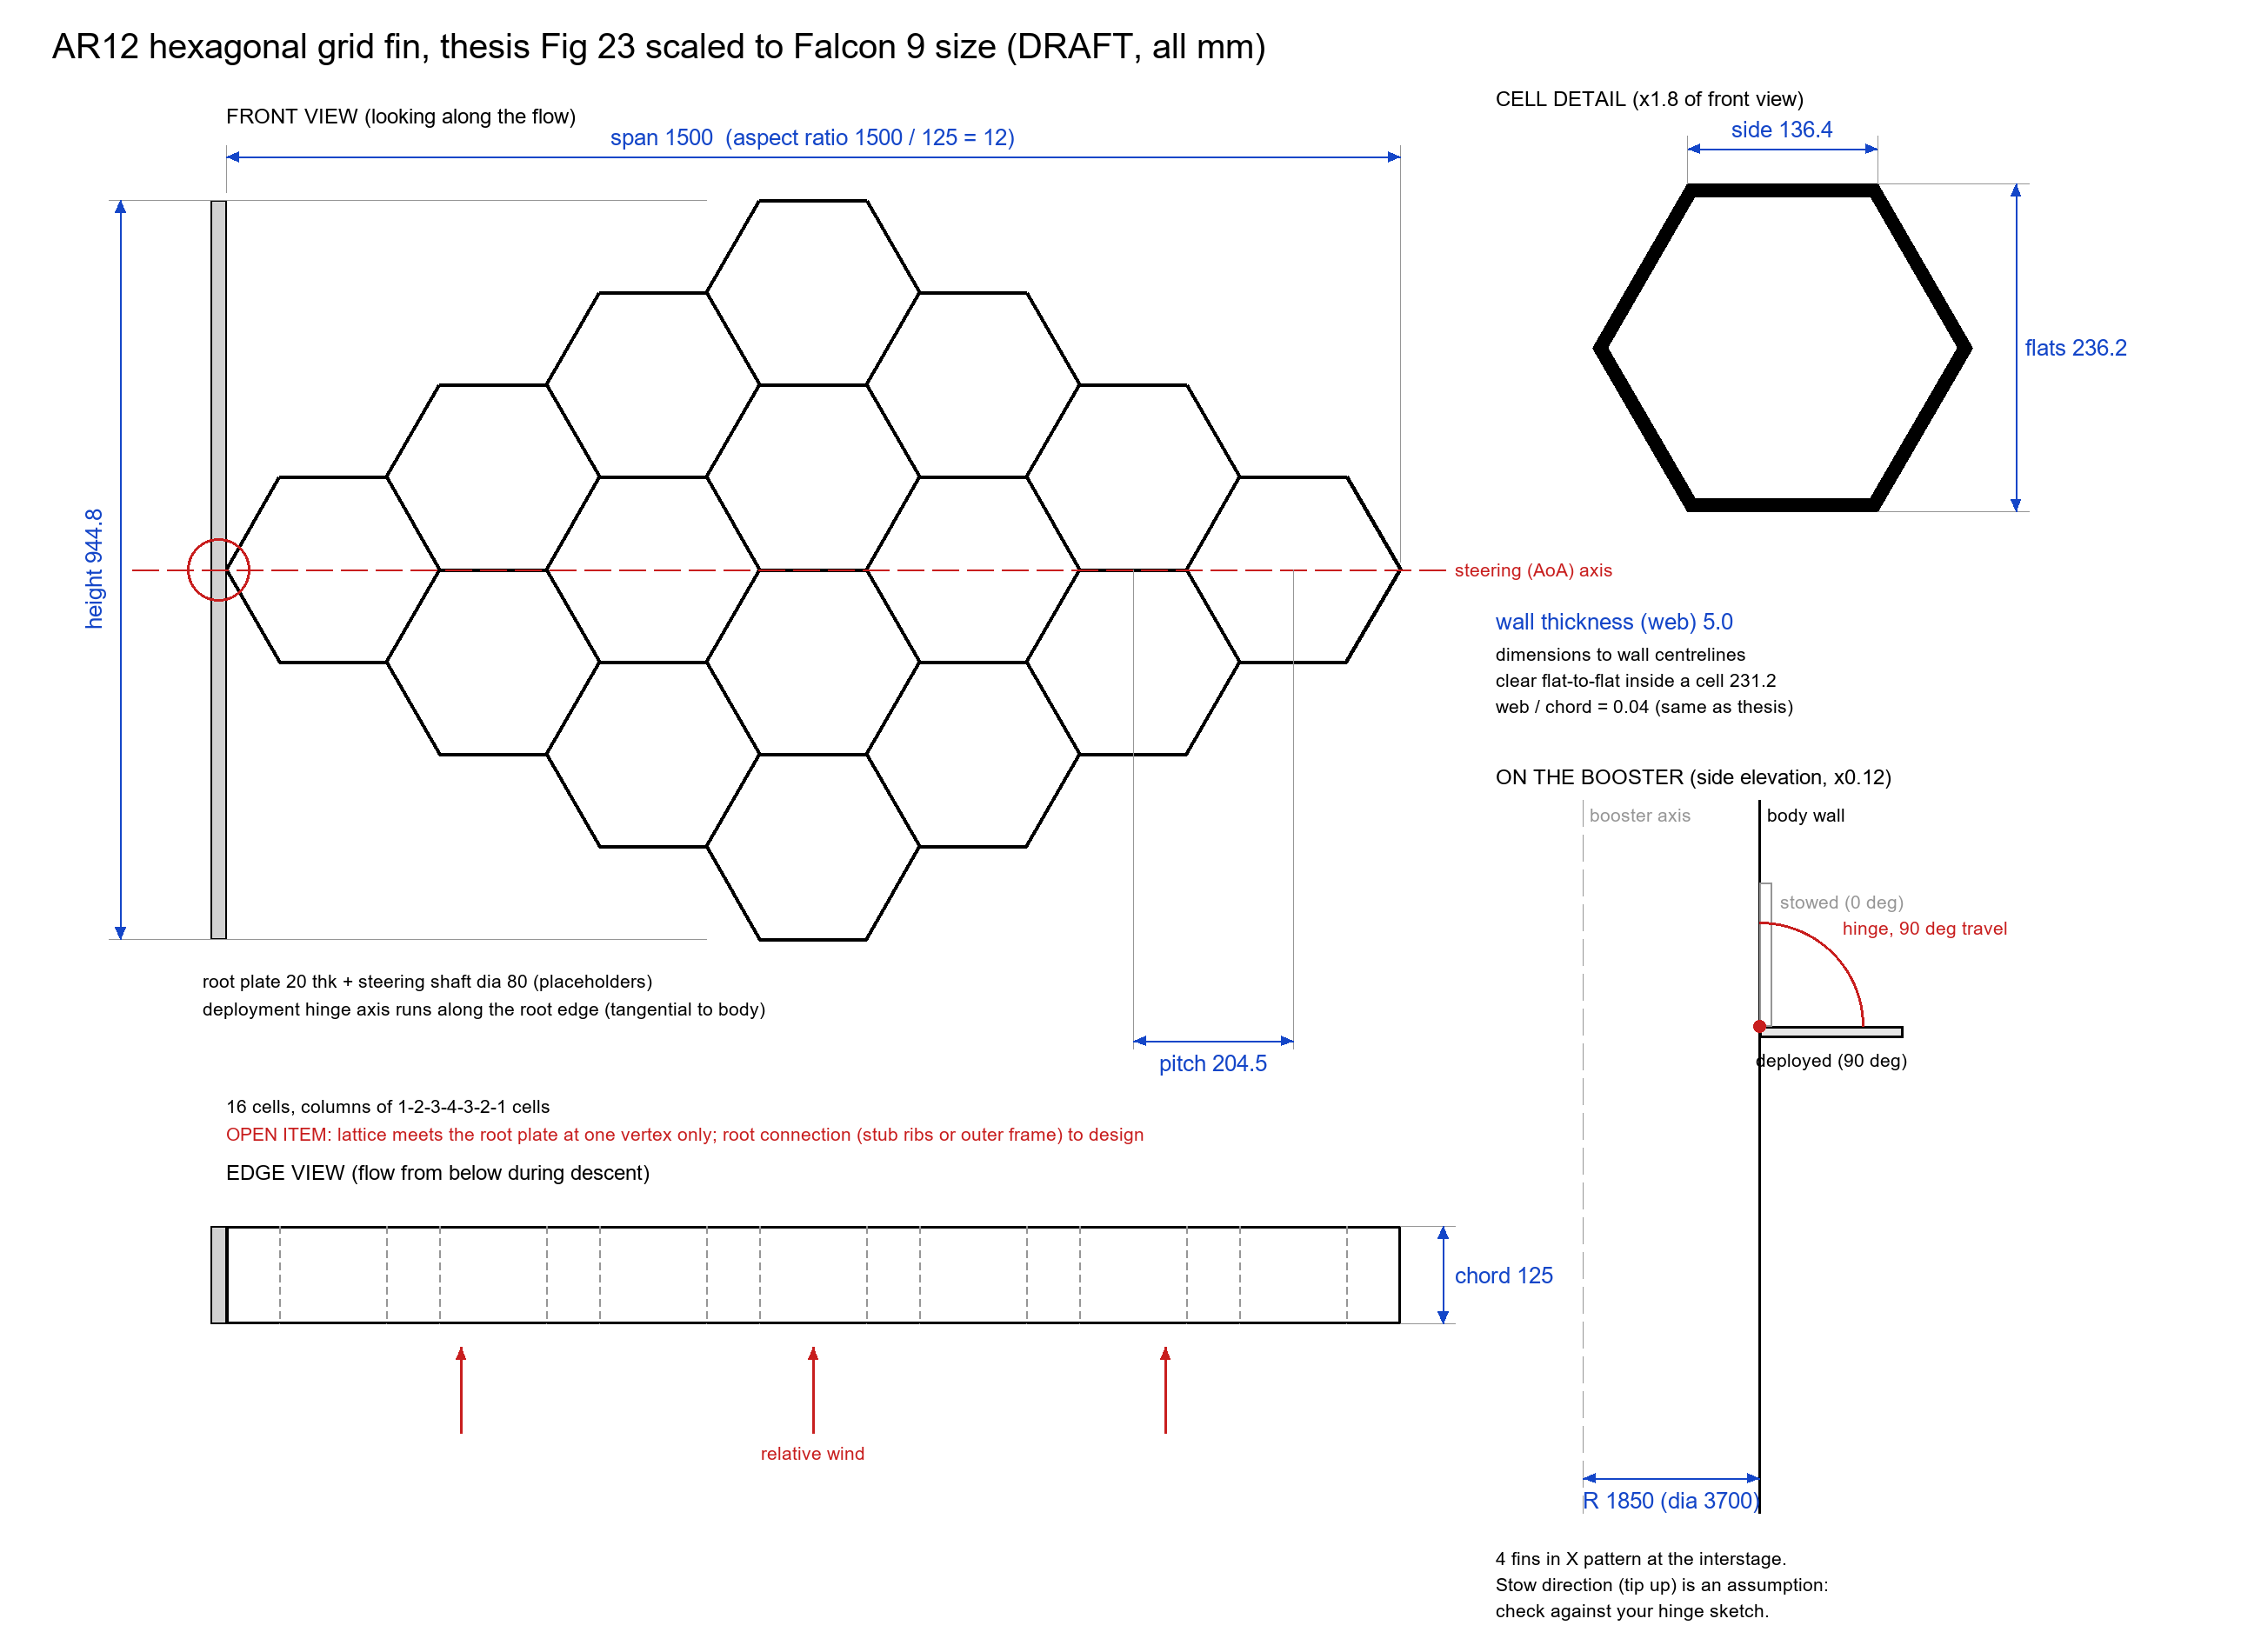 AR12 hexagonal grid fin, thesis Fig 23 scaled to Falcon 9 size (DRAFT, all mm)
FRONT VIEW (looking along the flow)
span 1500  (aspect ratio 1500 / 125 = 12)
height 944.8
steering (AoA) axis
root plate 20 thk + steering shaft dia 80 (placeholders)
deployment hinge axis runs along the root edge (tangential to body)
pitch 204.5
16 cells, columns of 1-2-3-4-3-2-1 cells
OPEN ITEM: lattice meets the root plate at one vertex only; root connection (stub ribs or outer frame) to design
EDGE VIEW (flow from below during descent)
chord 125
relative wind
CELL DETAIL (x1.8 of front view)
side 136.4
flats 236.2
wall thickness (web) 5.0
dimensions to wall centrelines
clear flat-to-flat inside a cell 231.2
web / chord = 0.04 (same as thesis)
ON THE BOOSTER (side elevation, x0.12)
booster axis
body wall
stowed (0 deg)
hinge, 90 deg travel
deployed (90 deg)
R 1850 (dia 3700)
4 fins in X pattern at the interstage.
Stow direction (tip up) is an assumption:
check against your hinge sketch.